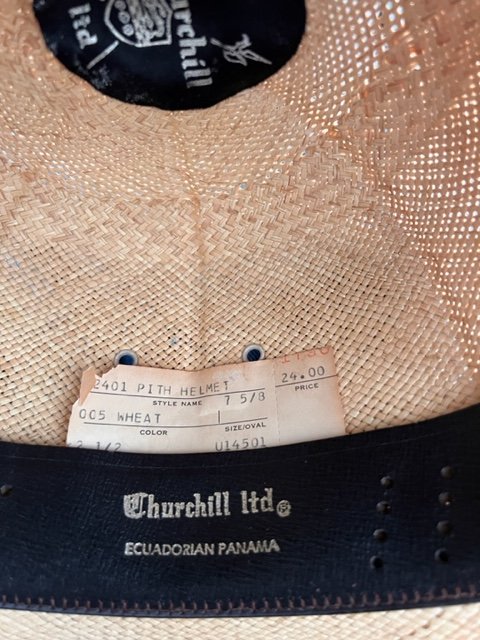 Churchill
ltd
2401 PITH HELMET
STYLE NAME
7 5/8
24.00
PRICE
005 WHEAT
COLOR
SIZE/OVAL
2 1/2
U14501
Churchill ltd®
ECUADORIAN PANAMA